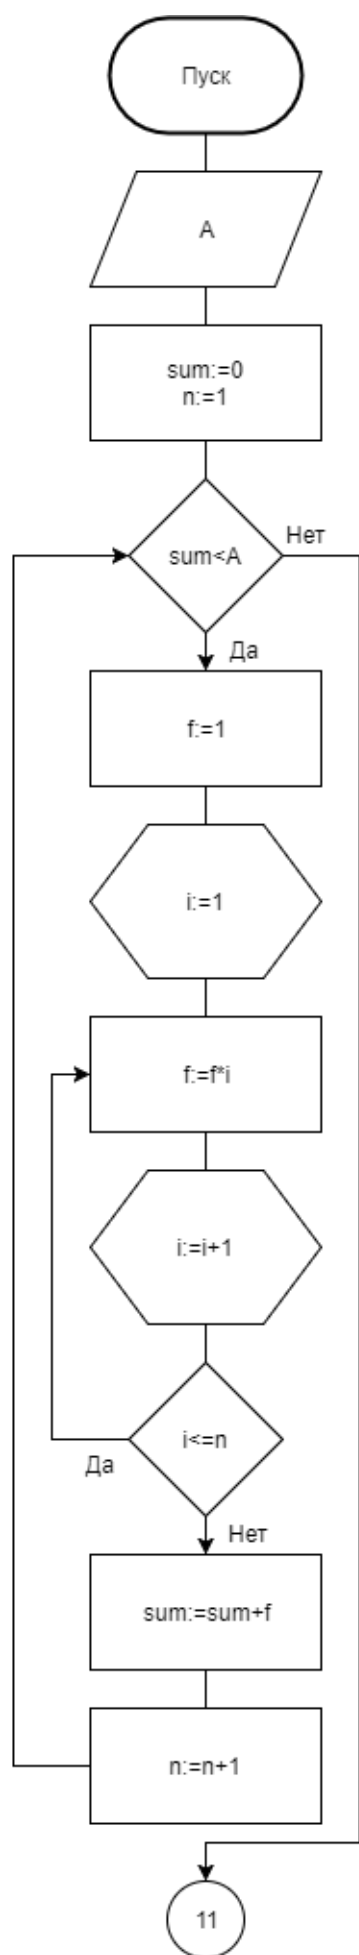 Пуск
A
sum:=0
n:=1
sum<A
Нет
Да
f:=1
i:=1
f:=f*i
i:=i+1
i<=n
Да
Нет
sum:=sum+f
n:=n+1
11